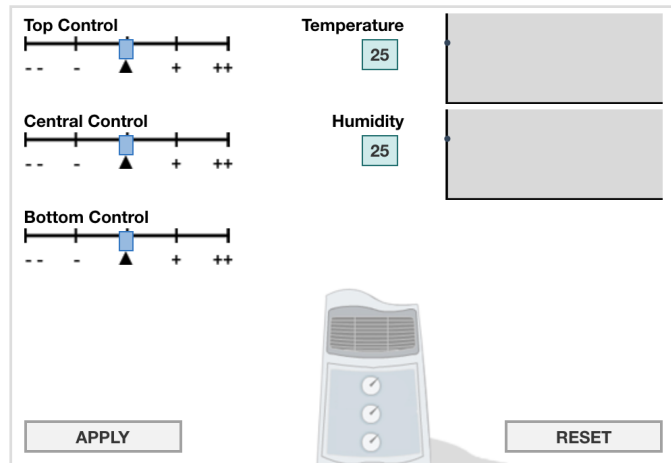 Top Control
-- - ▲ + ++
Temperature
25
Central Control
-- - ▲ + ++
Humidity
25
Bottom Control
-- - ▲ + ++
APPLY
RESET